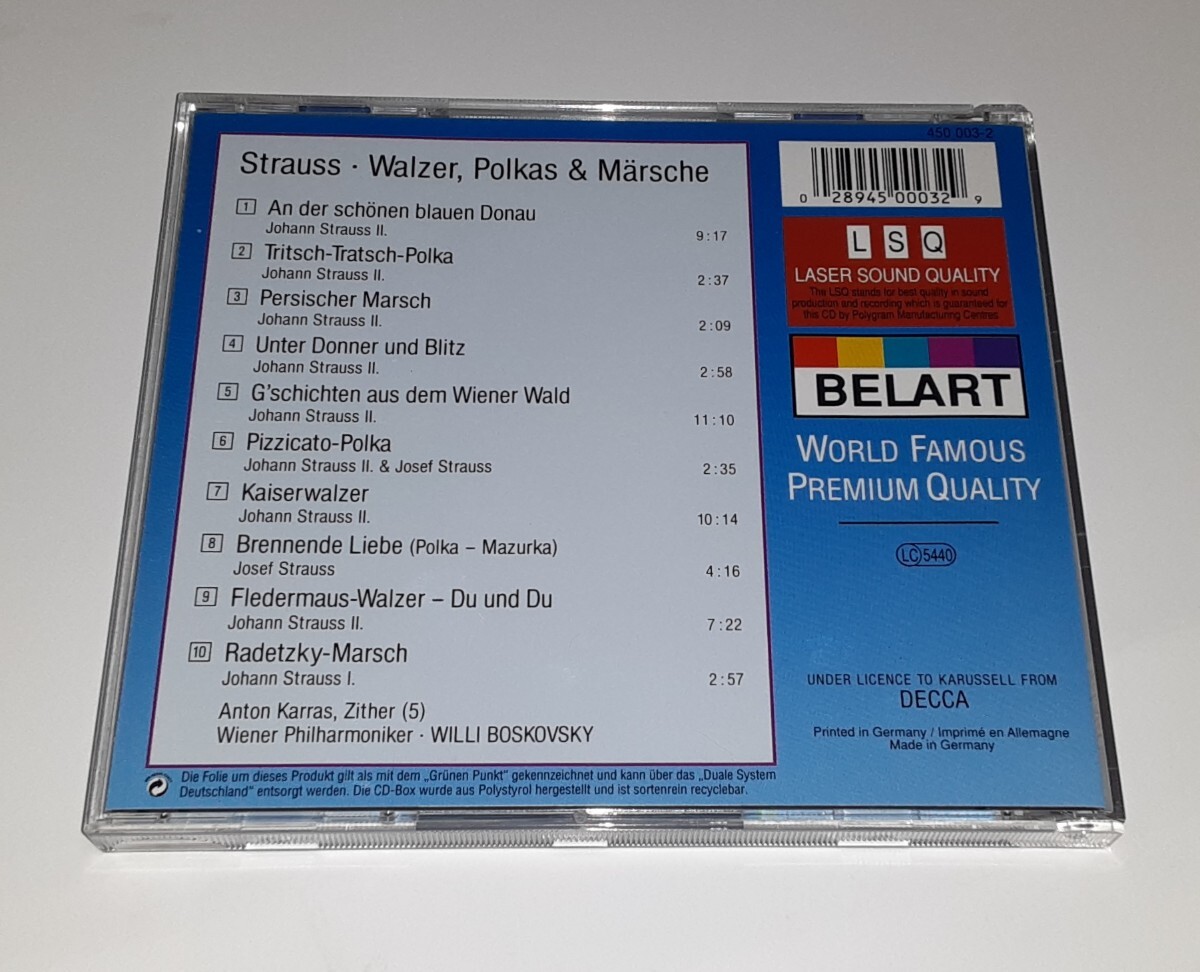 Strauss · Walzer, Polkas & Märsche
1 An der schönen blauen Donau
Johann Strauss II. 9:17
2 Tritsch-Tratsch-Polka
Johann Strauss II. 2:37
3 Persischer Marsch
Johann Strauss II. 2:09
4 Unter Donner und Blitz
Johann Strauss II. 2:58
5 G'schichten aus dem Wiener Wald
Johann Strauss II. 11:10
6 Pizzicato-Polka
Johann Strauss II. & Josef Strauss 2:35
7 Kaiserwalzer
Johann Strauss II. 10:14
8 Brennende Liebe (Polka – Mazurka)
Josef Strauss 4:16
9 Fledermaus-Walzer – Du und Du
Johann Strauss II. 7:22
10 Radetzky-Marsch
Johann Strauss I. 2:57
Anton Karras, Zither (5)
Wiener Philharmoniker · WILLI BOSKOVSKY
Die Folie um dieses Produkt gilt als mit dem „Grünen Punkt" gekennzeichnet und kann über das „Duale System
Deutschland" entsorgt werden. Die CD-Box wurde aus Polystyrol hergestellt und ist sortenrein recyclebar.
450 003-2
0 28945 00032 9
LSQ
LASER SOUND QUALITY
The LSQ stands for best quality in sound
production and recording which is guaranteed for
this CD by Polygram Manufacturing Centres
BELART
WORLD FAMOUS
PREMIUM QUALITY
LC 5440
UNDER LICENCE TO KARUSSELL FROM
DECCA
Printed in Germany / Imprimé en Allemagne
Made in Germany